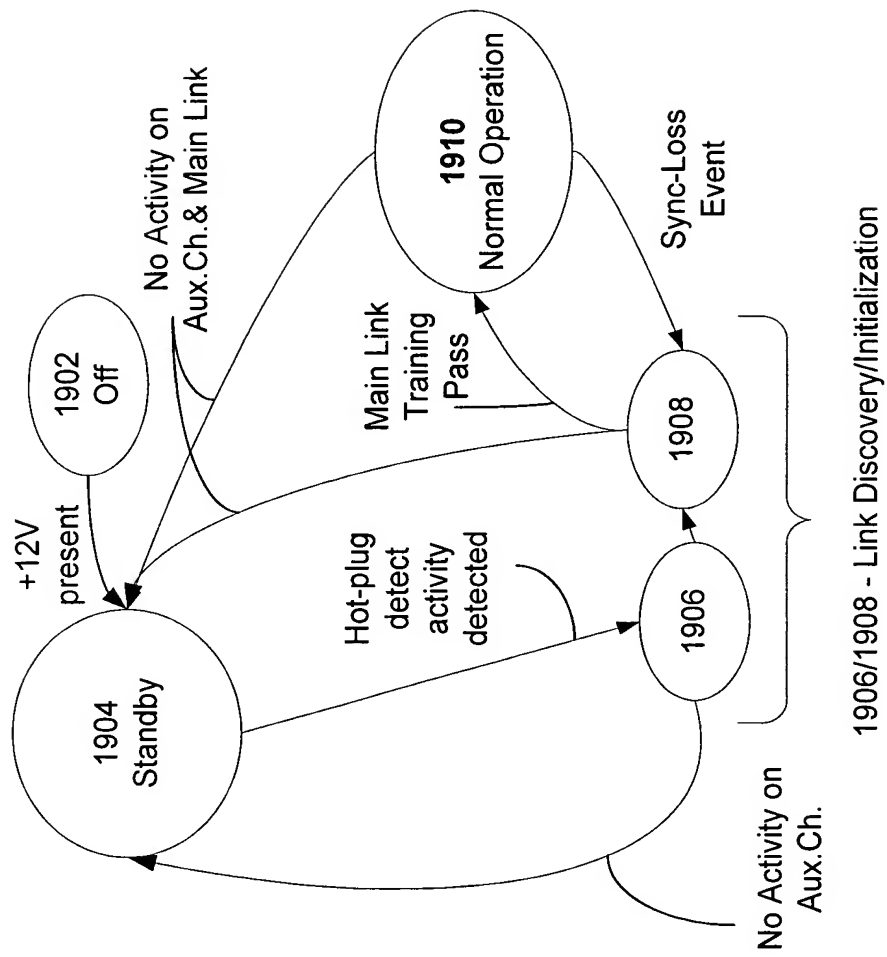 1902
Off
+12V
present
No Activity on
Aux.Ch.& Main Link
1904
Standby
1910
Normal Operation
Hot-plug
detect
activity
detected
Main Link
Training
Pass
Sync-Loss
Event
1906
1908
No Activity on
Aux.Ch.
1906/1908 - Link Discovery/Initialization